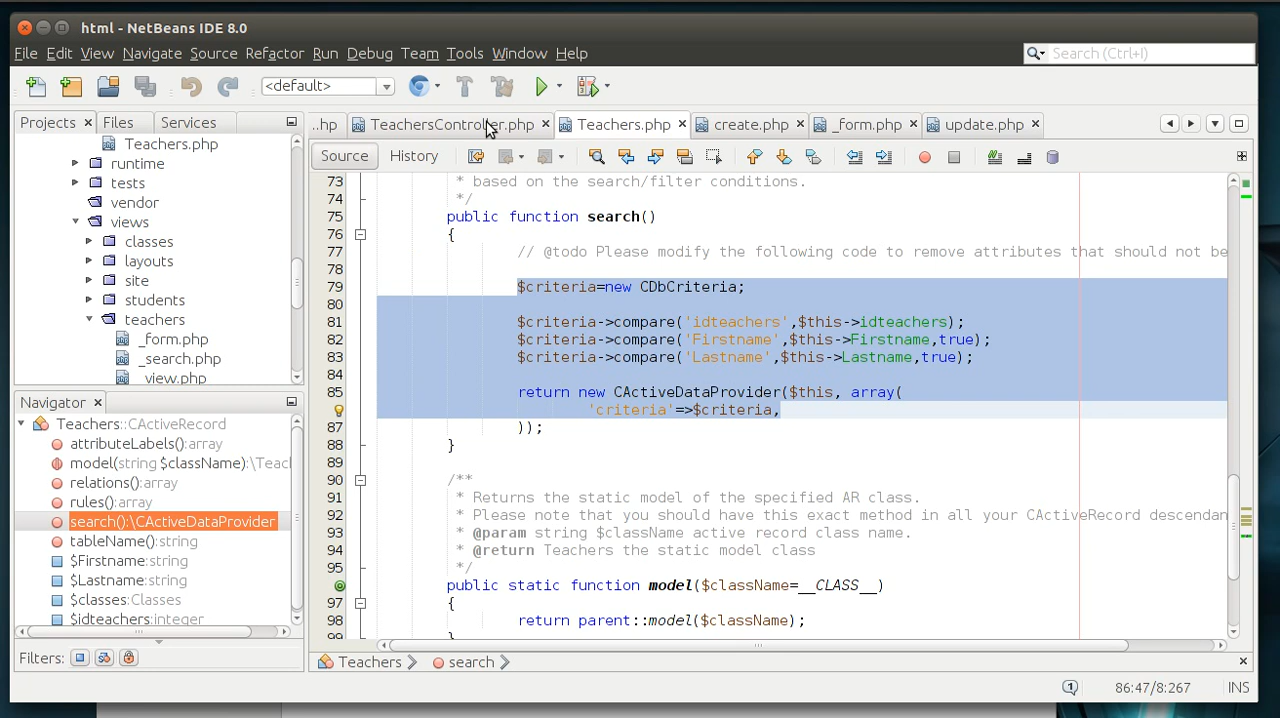 html - NetBeans IDE 8.0
File Edit View Navigate Source Refactor Run Debug Team Tools Window Help
Search (Ctrl+I)
<default>
Projects Files Services
..hp TeachersController.php Teachers.php create.php _form.php update.php
Source History
Teachers.php
runtime
tests
vendor
views
classes
layouts
site
students
teachers
_form.php
_search.php
_view.php
Navigator
Teachers::CActiveRecord
attributeLabels():array
model(string $className):\Teac
relations():array
rules():array
search():\CActiveDataProvider
tableName():string
$Firstname:string
$Lastname:string
$classes:Classes
$idteachers:integer
Filters:
73 * based on the search/filter conditions.
74 */
75 public function search()
76 {
77 // @todo Please modify the following code to remove attributes that should not be
78
79 $criteria=new CDbCriteria;
80
81 $criteria->compare('idteachers',$this->idteachers);
82 $criteria->compare('Firstname',$this->Firstname,true);
83 $criteria->compare('Lastname',$this->Lastname,true);
84
85 return new CActiveDataProvider($this, array(
'criteria'=>$criteria,
87 ));
88 }
89
90 /**
91 * Returns the static model of the specified AR class.
92 * Please note that you should have this exact method in all your CActiveRecord descendan
93 * @param string $className active record class name.
94 * @return Teachers the static model class
95 */
public static function model($className=__CLASS__)
97 {
98 return parent::model($className);
99 }
Teachers search
1 86:47/8:267 INS